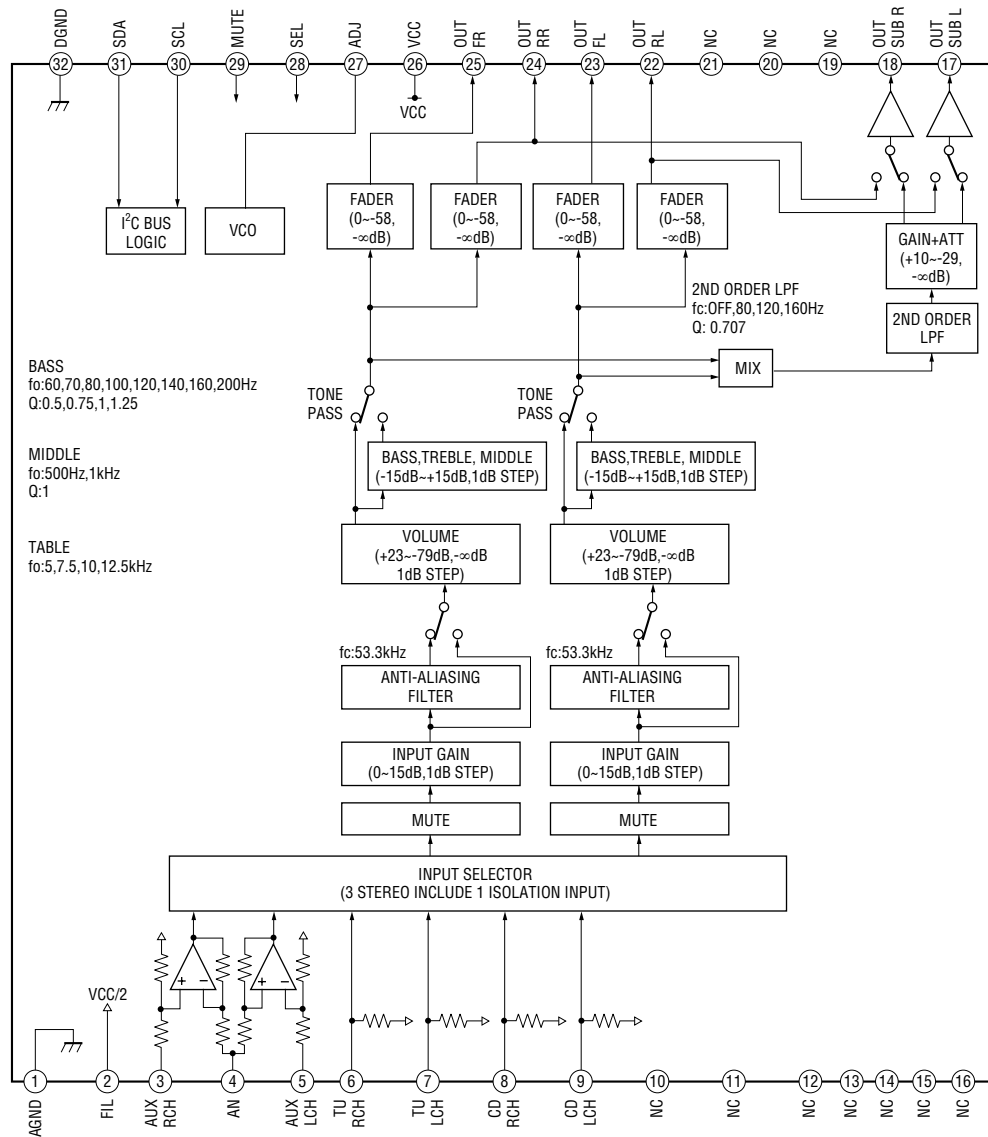 DGND
SDA
SCL
MUTE
SEL
ADJ
VCC
OUT
FR
OUT
RR
OUT
FL
OUT
RL
NC
NC
NC
OUT
SUB R
OUT
SUB L
32
31
30
29
28
27
26
25
24
23
22
21
20
19
18
17
VCC
I²C BUS
LOGIC
VCO
FADER
(0~-58,
-∞dB)
FADER
(0~-58,
-∞dB)
FADER
(0~-58,
-∞dB)
FADER
(0~-58,
-∞dB)
GAIN+ATT
(+10~-29,
-∞dB)
2ND ORDER LPF
fc:OFF,80,120,160Hz
Q: 0.707
2ND ORDER
LPF
MIX
BASS
fo:60,70,80,100,120,140,160,200Hz
Q:0.5,0.75,1,1.25
TONE
PASS
TONE
PASS
MIDDLE
fo:500Hz,1kHz
Q:1
BASS,TREBLE, MIDDLE
(-15dB~+15dB,1dB STEP)
BASS,TREBLE, MIDDLE
(-15dB~+15dB,1dB STEP)
TABLE
fo:5,7.5,10,12.5kHz
VOLUME
(+23~-79dB,-∞dB
1dB STEP)
VOLUME
(+23~-79dB,-∞dB
1dB STEP)
fc:53.3kHz
fc:53.3kHz
ANTI-ALIASING
FILTER
ANTI-ALIASING
FILTER
INPUT GAIN
(0~15dB,1dB STEP)
INPUT GAIN
(0~15dB,1dB STEP)
MUTE
MUTE
INPUT SELECTOR
(3 STEREO INCLUDE 1 ISOLATION INPUT)
VCC/2
+ −
+ −
1
2
3
4
5
6
7
8
9
10
11
12
13
14
15
16
AGND
FIL
AUX
RCH
AN
AUX
LCH
TU
RCH
TU
LCH
CD
RCH
CD
LCH
NC
NC
NC
NC
NC
NC
NC